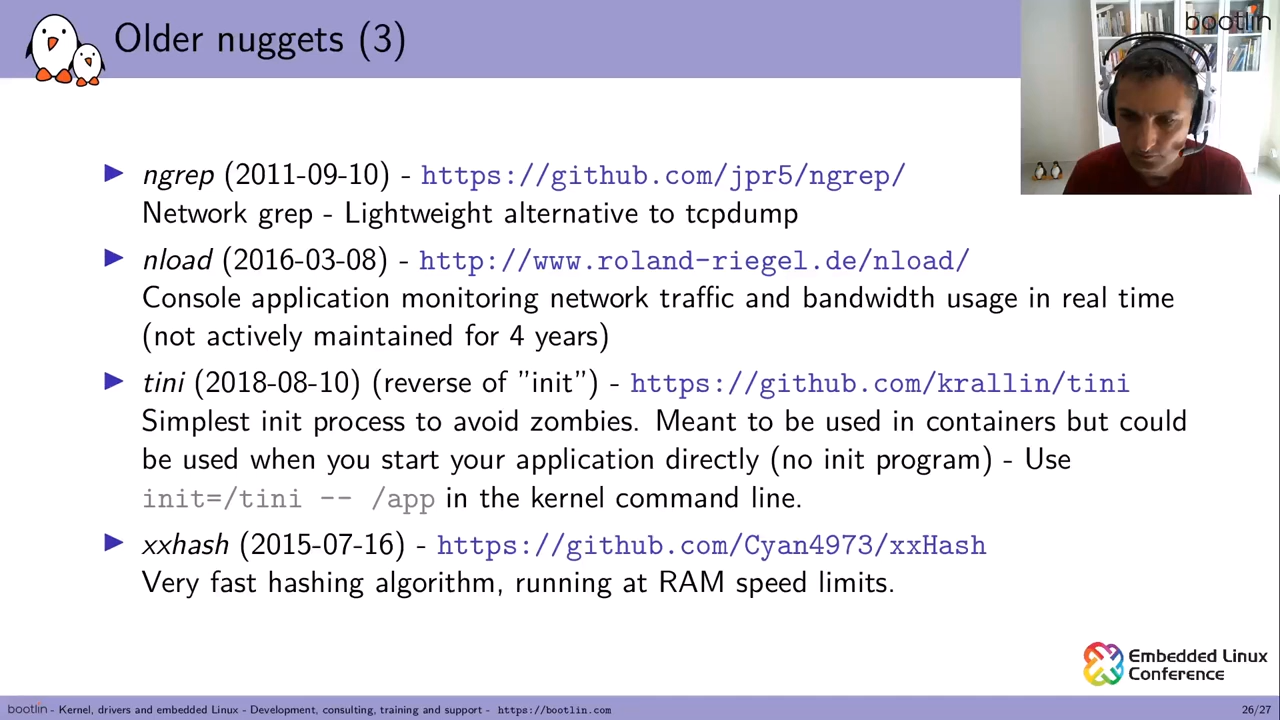 Older nuggets (3)
bootlin
▶ ngrep (2011-09-10) - https://github.com/jpr5/ngrep/
Network grep - Lightweight alternative to tcpdump
▶ nload (2016-03-08) - http://www.roland-riegel.de/nload/
Console application monitoring network traffic and bandwidth usage in real time
(not actively maintained for 4 years)
▶ tini (2018-08-10) (reverse of ”init”) - https://github.com/krallin/tini
Simplest init process to avoid zombies. Meant to be used in containers but could
be used when you start your application directly (no init program) - Use
init=/tini -- /app in the kernel command line.
▶ xxhash (2015-07-16) - https://github.com/Cyan4973/xxHash
Very fast hashing algorithm, running at RAM speed limits.
Embedded Linux
Conference
bootlin - Kernel, drivers and embedded Linux - Development, consulting, training and support - https://bootlin.com
26/27